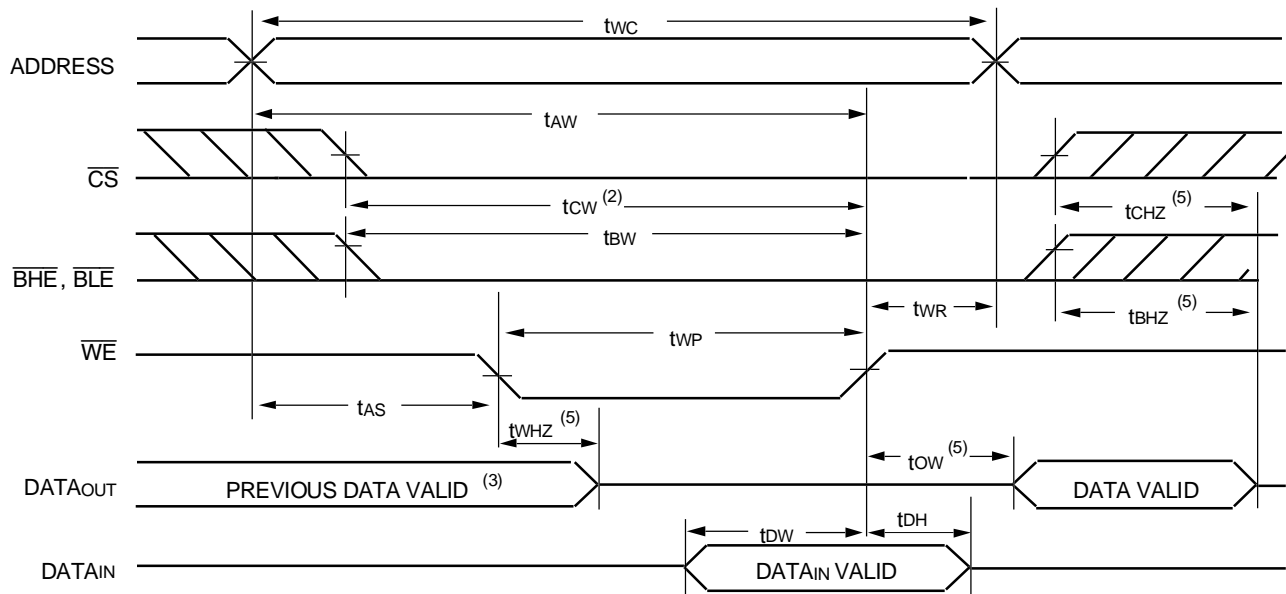 tWC
ADDRESS
tAW
CS
tCW (2)
tCHZ (5)
tBW
BHE, BLE
tWR
tBHZ (5)
tWP
WE
tAS
tWHZ (5)
tOW (5)
DATAOUT
PREVIOUS DATA VALID (3)
DATA VALID
tDW
tDH
DATAIN
DATAIN VALID